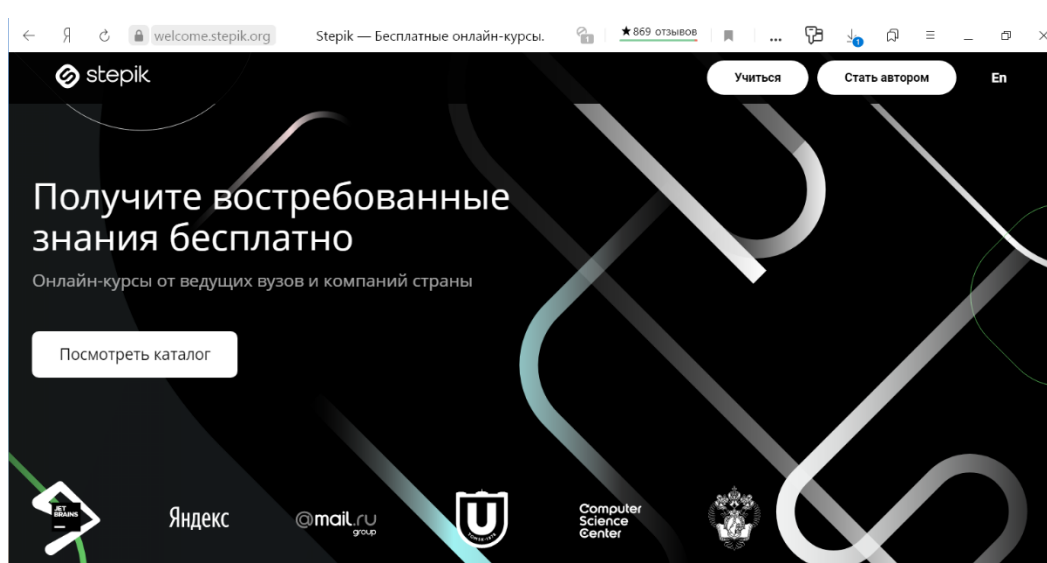 Я welcome.stepik.org Stepik — Бесплатные онлайн-курсы. ★869 отзывов ... 1
stepik Учиться Стать автором En
Получите востребованные
знания бесплатно
Онлайн-курсы от ведущих вузов и компаний страны
Посмотреть каталог
JET
BRAINS
Яндекс
@mail.ru
group
U
Computer
Science
Center